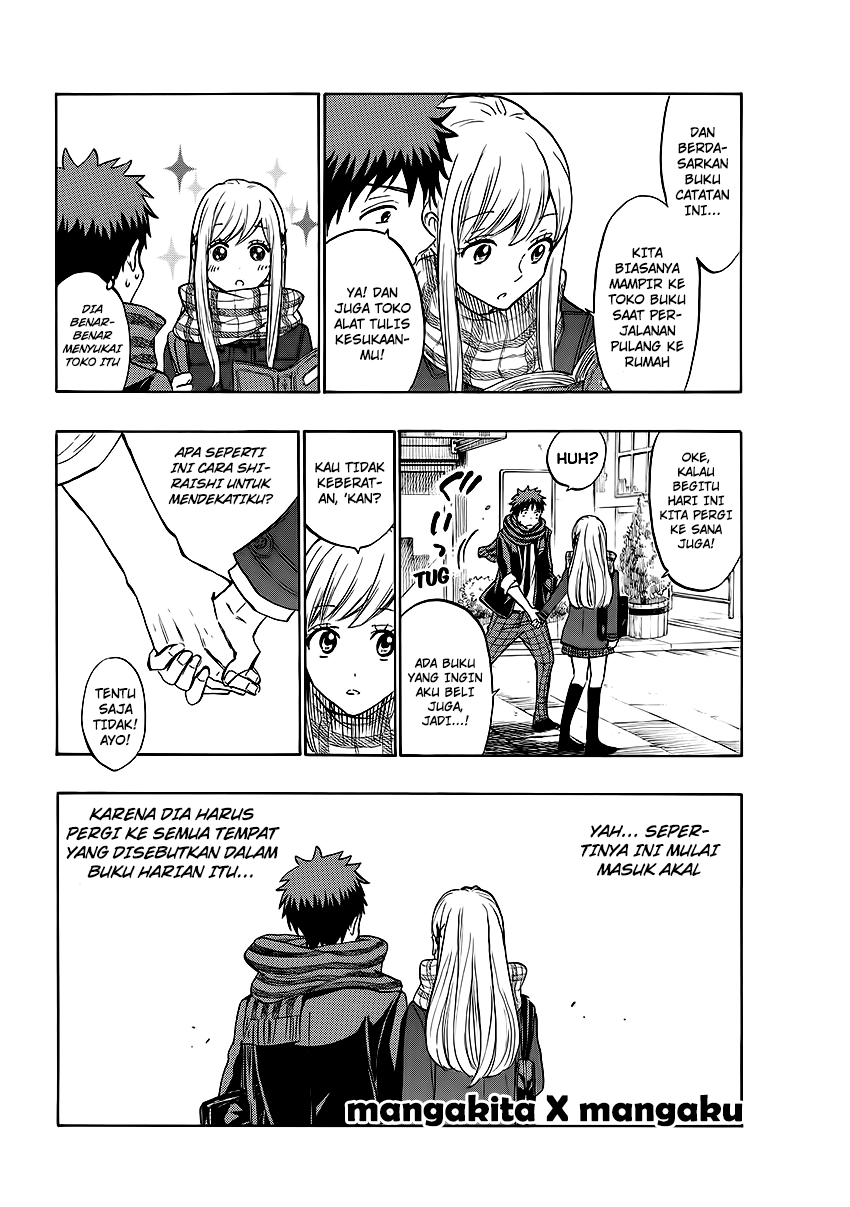 DAN
BERDA-
SARKAN
BUKU
CATATAN
INI...
KITA
BIASANYA
MAMPIR KE
TOKO BUKU
SAAT PER-
JALANAN
PULANG KE
RUMAH
YA! DAN
JUGA TOKO
ALAT TULIS
KESUKAAN-
MU!
DIA
BENAR-
BENAR
MENYUKAI
TOKO ITU
OKE,
KALAU
BEGITU
HARI INI
KITA PERGI
KE SANA
JUGA!
HUH?
TUG
ADA BUKU
YANG INGIN
AKU BELI
JUGA,
JADI...!
KAU TIDAK
KEBERAT-
AN, 'KAN?
APA SEPERTI
INI CARA SHI-
RAISHI UNTUK
MENDEKATIKU?
TENTU
SAJA
TIDAK!
AYO!
YAH... SEPER-
TINYA INI MULAI
MASUK AKAL
KARENA DIA HARUS
PERGI KE SEMUA TEMPAT
YANG DISEBUTKAN DALAM
BUKU HARIAN ITU...
mangakita X mangaku